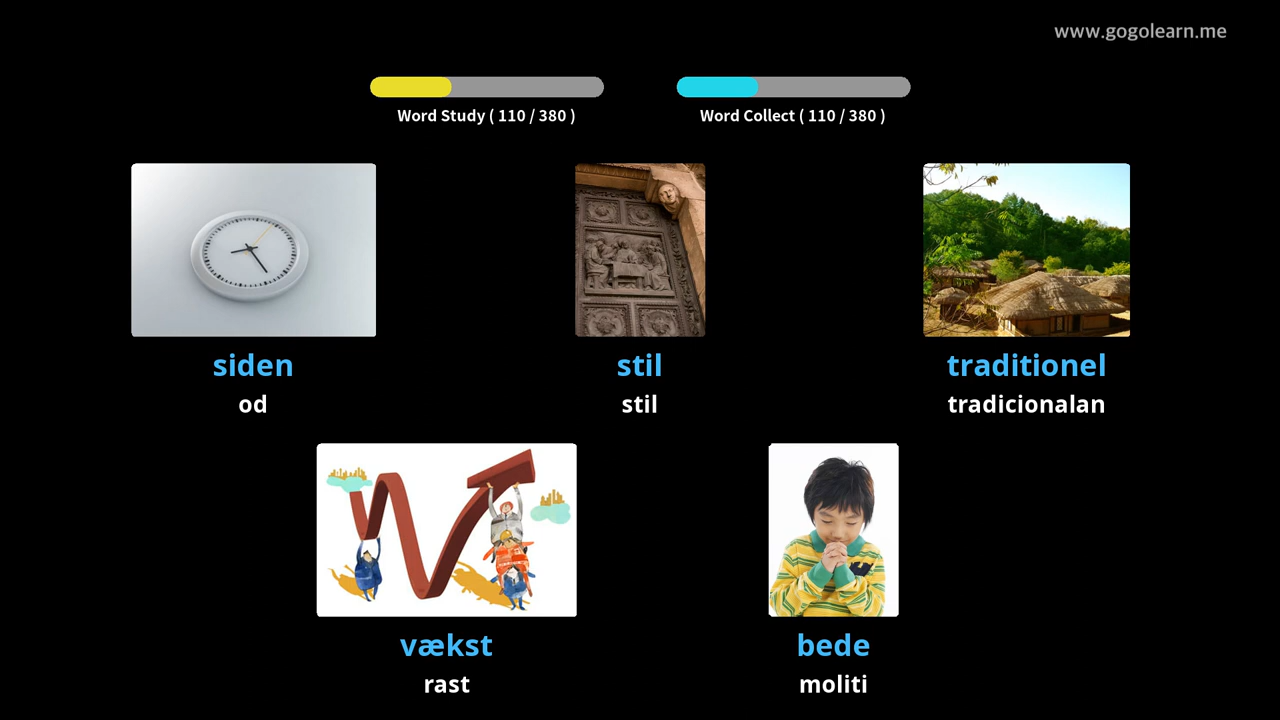 www.gogolearn.me
Word Study ( 110 / 380 )
Word Collect ( 110 / 380 )
siden
od
stil
stil
traditionel
tradicionalan
vækst
rast
bede
moliti